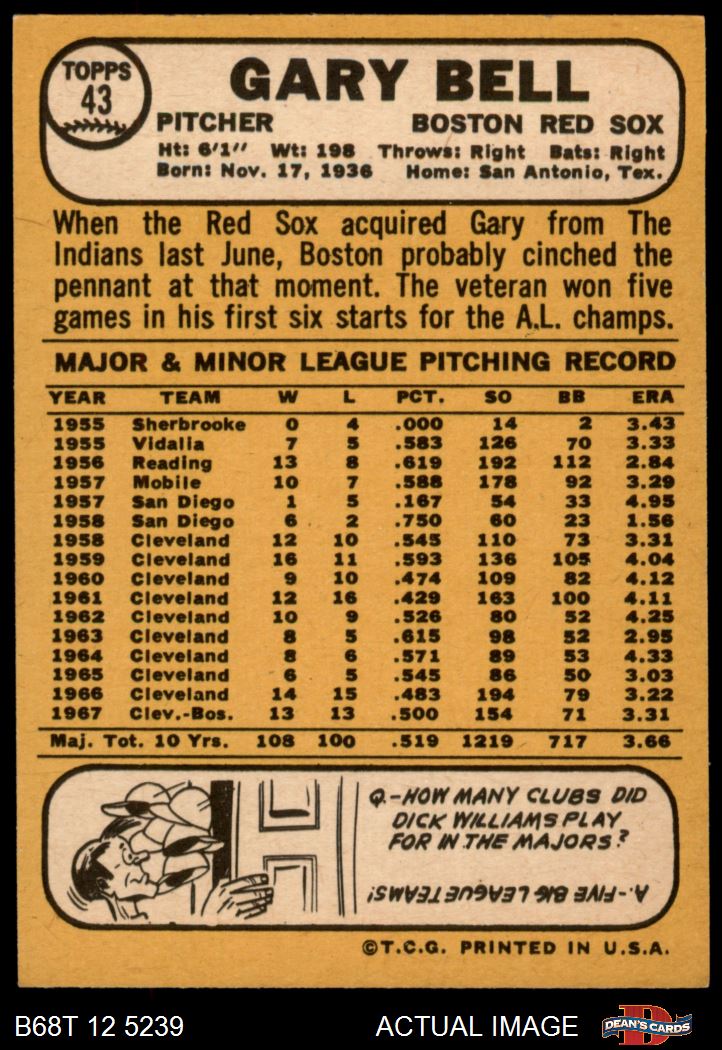 TOPPS
43
GARY BELL
PITCHER BOSTON RED SOX
Ht: 6'1" Wt: 198 Throws: Right Bats: Right
Born: Nov. 17, 1936 Home: San Antonio, Tex.
When the Red Sox acquired Gary from The
Indians last June, Boston probably cinched the
pennant at that moment. The veteran won five
games in his first six starts for the A.L. champs.
MAJOR & MINOR LEAGUE PITCHING RECORD
YEAR TEAM W L PCT. SO BB ERA
1955 Sherbrooke 0 4 .000 14 2 3.43
1955 Vidalia 7 5 .583 126 70 3.33
1956 Reading 13 8 .619 192 112 2.84
1957 Mobile 10 7 .588 178 92 3.29
1957 San Diego 1 5 .167 54 33 4.95
1958 San Diego 6 2 .750 60 23 1.56
1958 Cleveland 12 10 .545 110 73 3.31
1959 Cleveland 16 11 .593 136 105 4.04
1960 Cleveland 9 10 .474 109 82 4.12
1961 Cleveland 12 16 .429 163 100 4.11
1962 Cleveland 10 9 .526 80 52 4.25
1963 Cleveland 8 5 .615 98 52 2.95
1964 Cleveland 8 6 .571 89 53 4.33
1965 Cleveland 6 5 .545 86 50 3.03
1966 Cleveland 14 15 .483 194 79 3.22
1967 Clev.-Bos. 13 13 .500 154 71 3.31
Maj. Tot. 10 Yrs. 108 100 .519 1219 717 3.66
Q.-HOW MANY CLUBS DID
DICK WILLIAMS PLAY
FOR IN THE MAJORS?
A.-FIVE BIG LEAGUE TEAMS!
©T.C.G. PRINTED IN U.S.A.
B68T 12 5239 ACTUAL IMAGE
D
DEAN'S CARDS